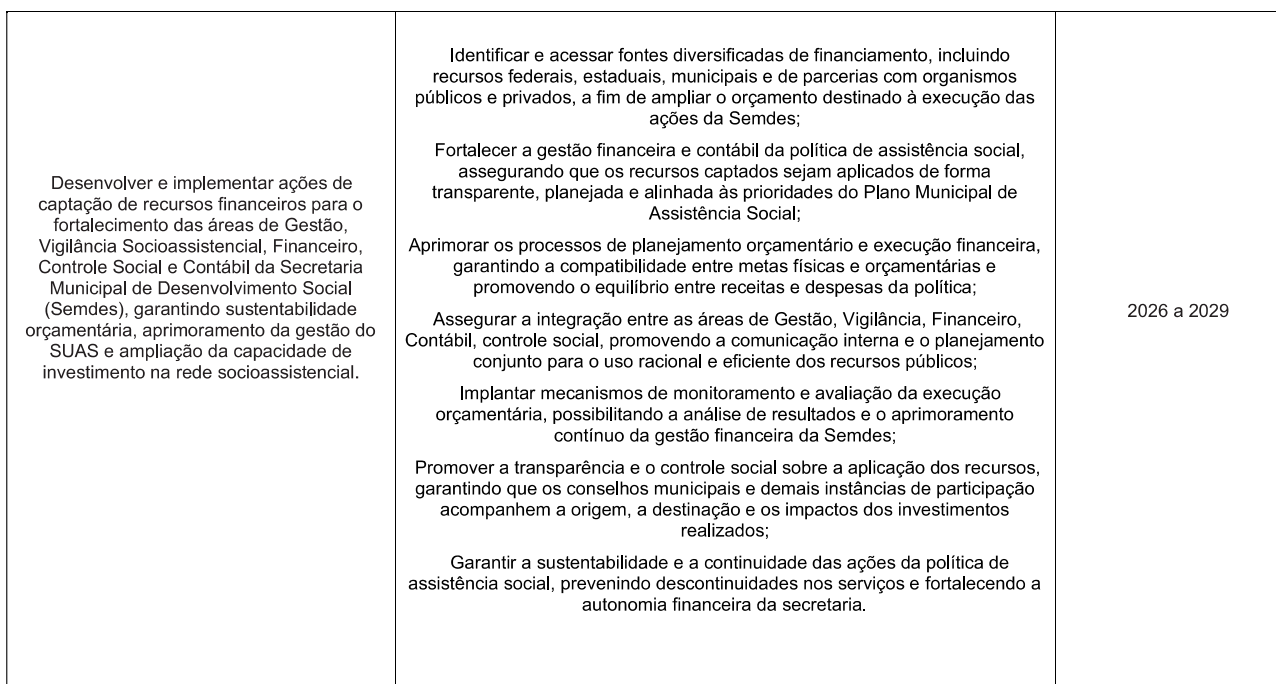 Desenvolver e implementar ações de
captação de recursos financeiros para o
fortalecimento das áreas de Gestão,
Vigilância Socioassistencial, Financeiro,
Controle Social e Contábil da Secretaria
Municipal de Desenvolvimento Social
(Semdes), garantindo sustentabilidade
orçamentária, aprimoramento da gestão do
SUAS e ampliação da capacidade de
investimento na rede socioassistencial.
Identificar e acessar fontes diversificadas de financiamento, incluindo
recursos federais, estaduais, municipais e de parcerias com organismos
públicos e privados, a fim de ampliar o orçamento destinado à execução das
ações da Semdes;
Fortalecer a gestão financeira e contábil da política de assistência social,
assegurando que os recursos captados sejam aplicados de forma
transparente, planejada e alinhada às prioridades do Plano Municipal de
Assistência Social;
Aprimorar os processos de planejamento orçamentário e execução financeira,
garantindo a compatibilidade entre metas físicas e orçamentárias e
promovendo o equilíbrio entre receitas e despesas da política;
Assegurar a integração entre as áreas de Gestão, Vigilância, Financeiro,
Contábil, controle social, promovendo a comunicação interna e o planejamento
conjunto para o uso racional e eficiente dos recursos públicos;
Implantar mecanismos de monitoramento e avaliação da execução
orçamentária, possibilitando a análise de resultados e o aprimoramento
contínuo da gestão financeira da Semdes;
Promover a transparência e o controle social sobre a aplicação dos recursos,
garantindo que os conselhos municipais e demais instâncias de participação
acompanhem a origem, a destinação e os impactos dos investimentos
realizados;
Garantir a sustentabilidade e a continuidade das ações da política de
assistência social, prevenindo descontinuidades nos serviços e fortalecendo a
autonomia financeira da secretaria.
2026 a 2029